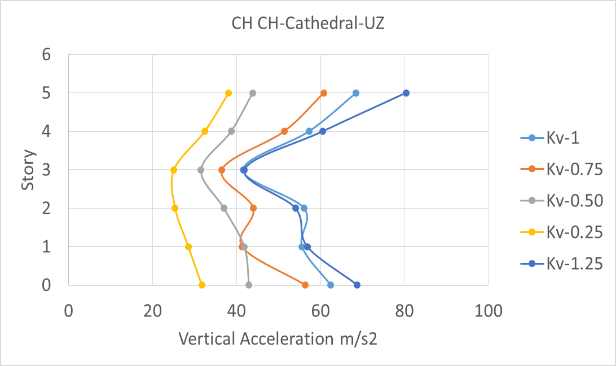 CH CH-Cathedral-UZ
6
5
4
3
2
1
0
Story
0 20 40 60 80 100
Vertical Acceleration m/s2
Kv-1
Kv-0.75
Kv-0.50
Kv-0.25
Kv-1.25